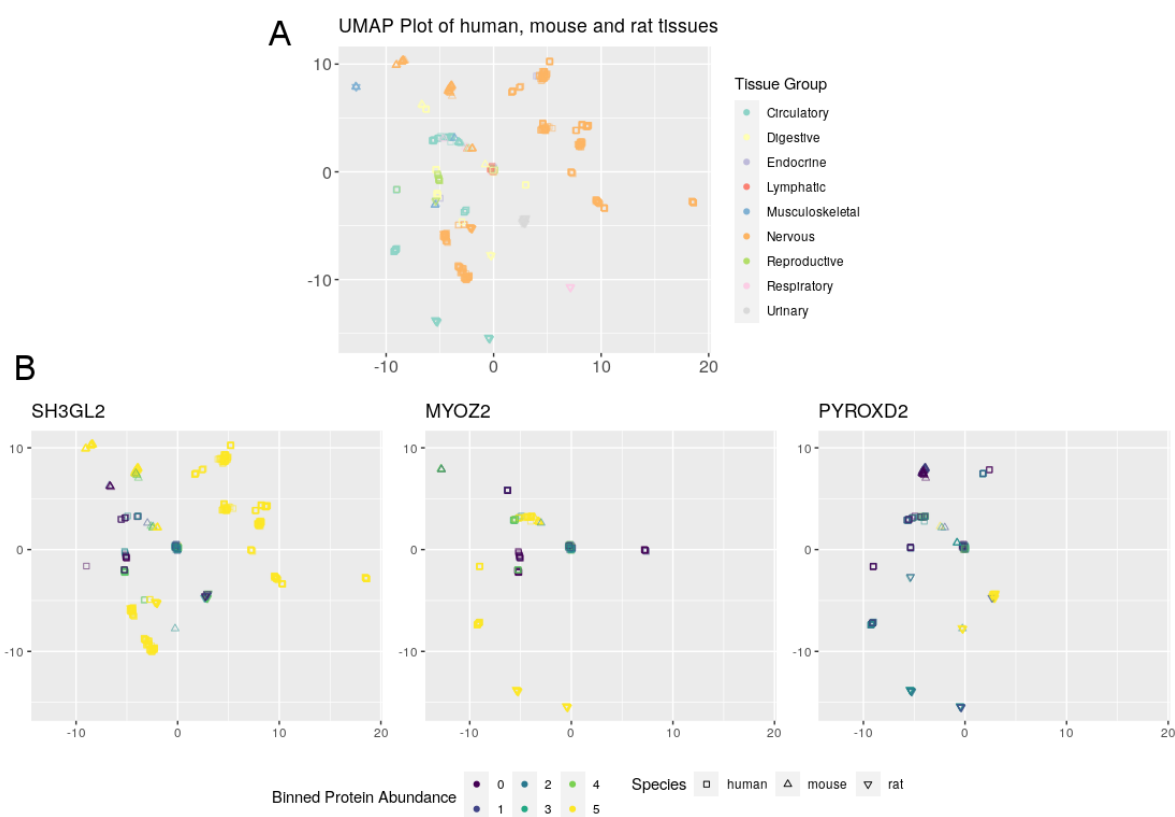 A
UMAP Plot of human, mouse and rat tissues
10
0
-10
-10
0
10
20
Tissue Group
Circulatory
Digestive
Endocrine
Lymphatic
Musculoskeletal
Nervous
Reproductive
Respiratory
Urinary
B
SH3GL2
MYOZ2
PYROXD2
10
0
-10
-10
0
10
20
10
0
-10
-10
0
10
20
10
0
-10
-10
0
10
20
Binned Protein Abundance
0
2
4
1
3
5
Species
human
mouse
rat